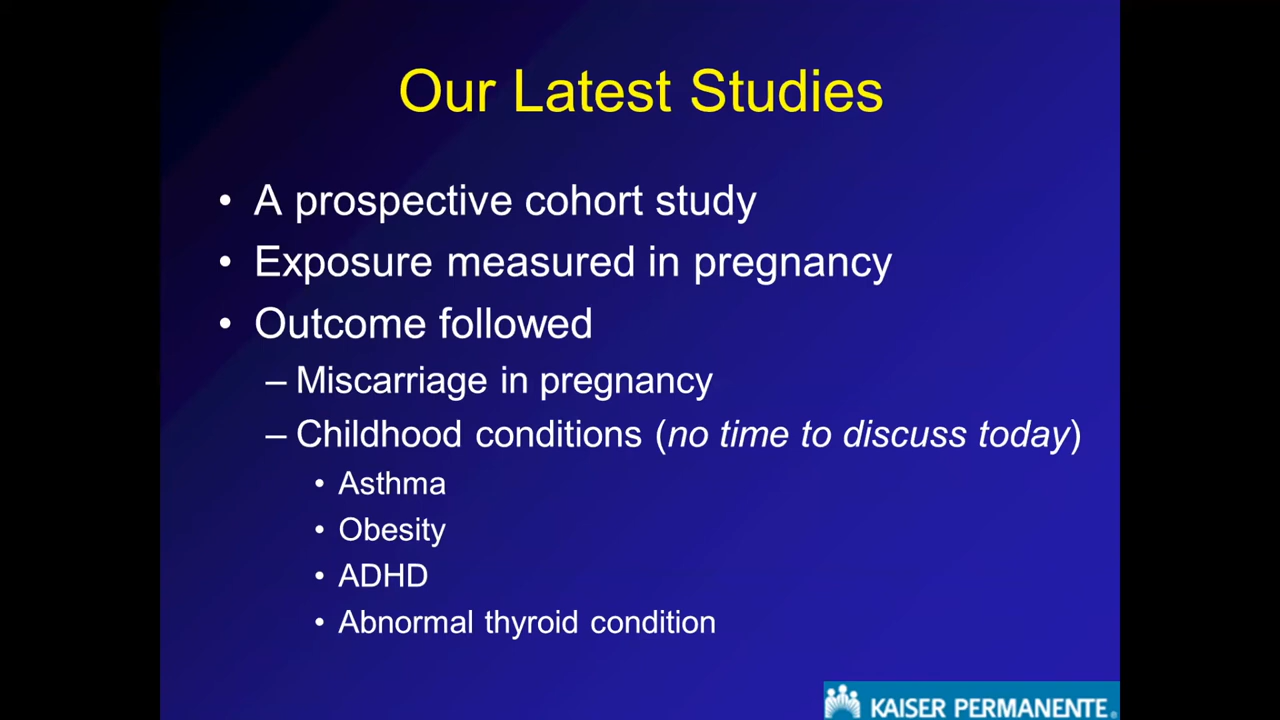 Our Latest Studies
• A prospective cohort study
• Exposure measured in pregnancy
• Outcome followed
– Miscarriage in pregnancy
– Childhood conditions (no time to discuss today)
• Asthma
• Obesity
• ADHD
• Abnormal thyroid condition
KAISER PERMANENTE®